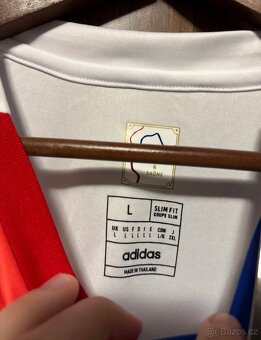 & SAÔNE
L
SLIM FIT
COUPE SLIM
UK US F D I E COM J
L L L L L L L/G 2XL
adidas
MADE IN THAILAND
Bazos.cz